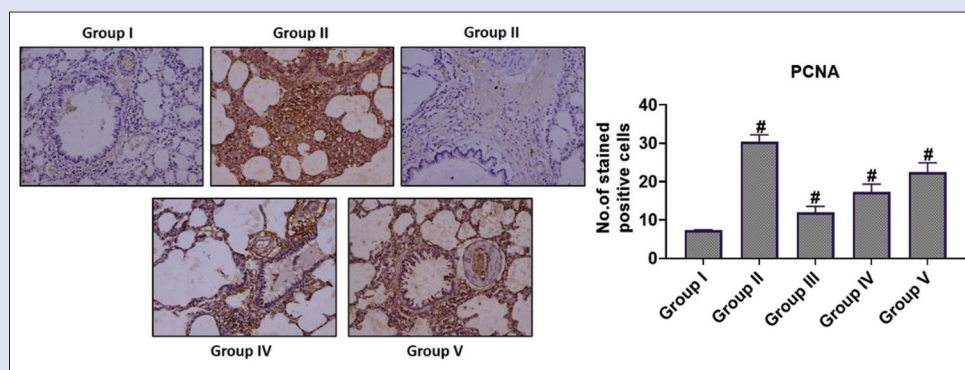 Group I
Group II
Group II
Group IV
Group V
PCNA
No.of stained
positive cells
40
30
20
10
0
#
#
#
#
Group I
Group II
Group III
Group IV
Group V